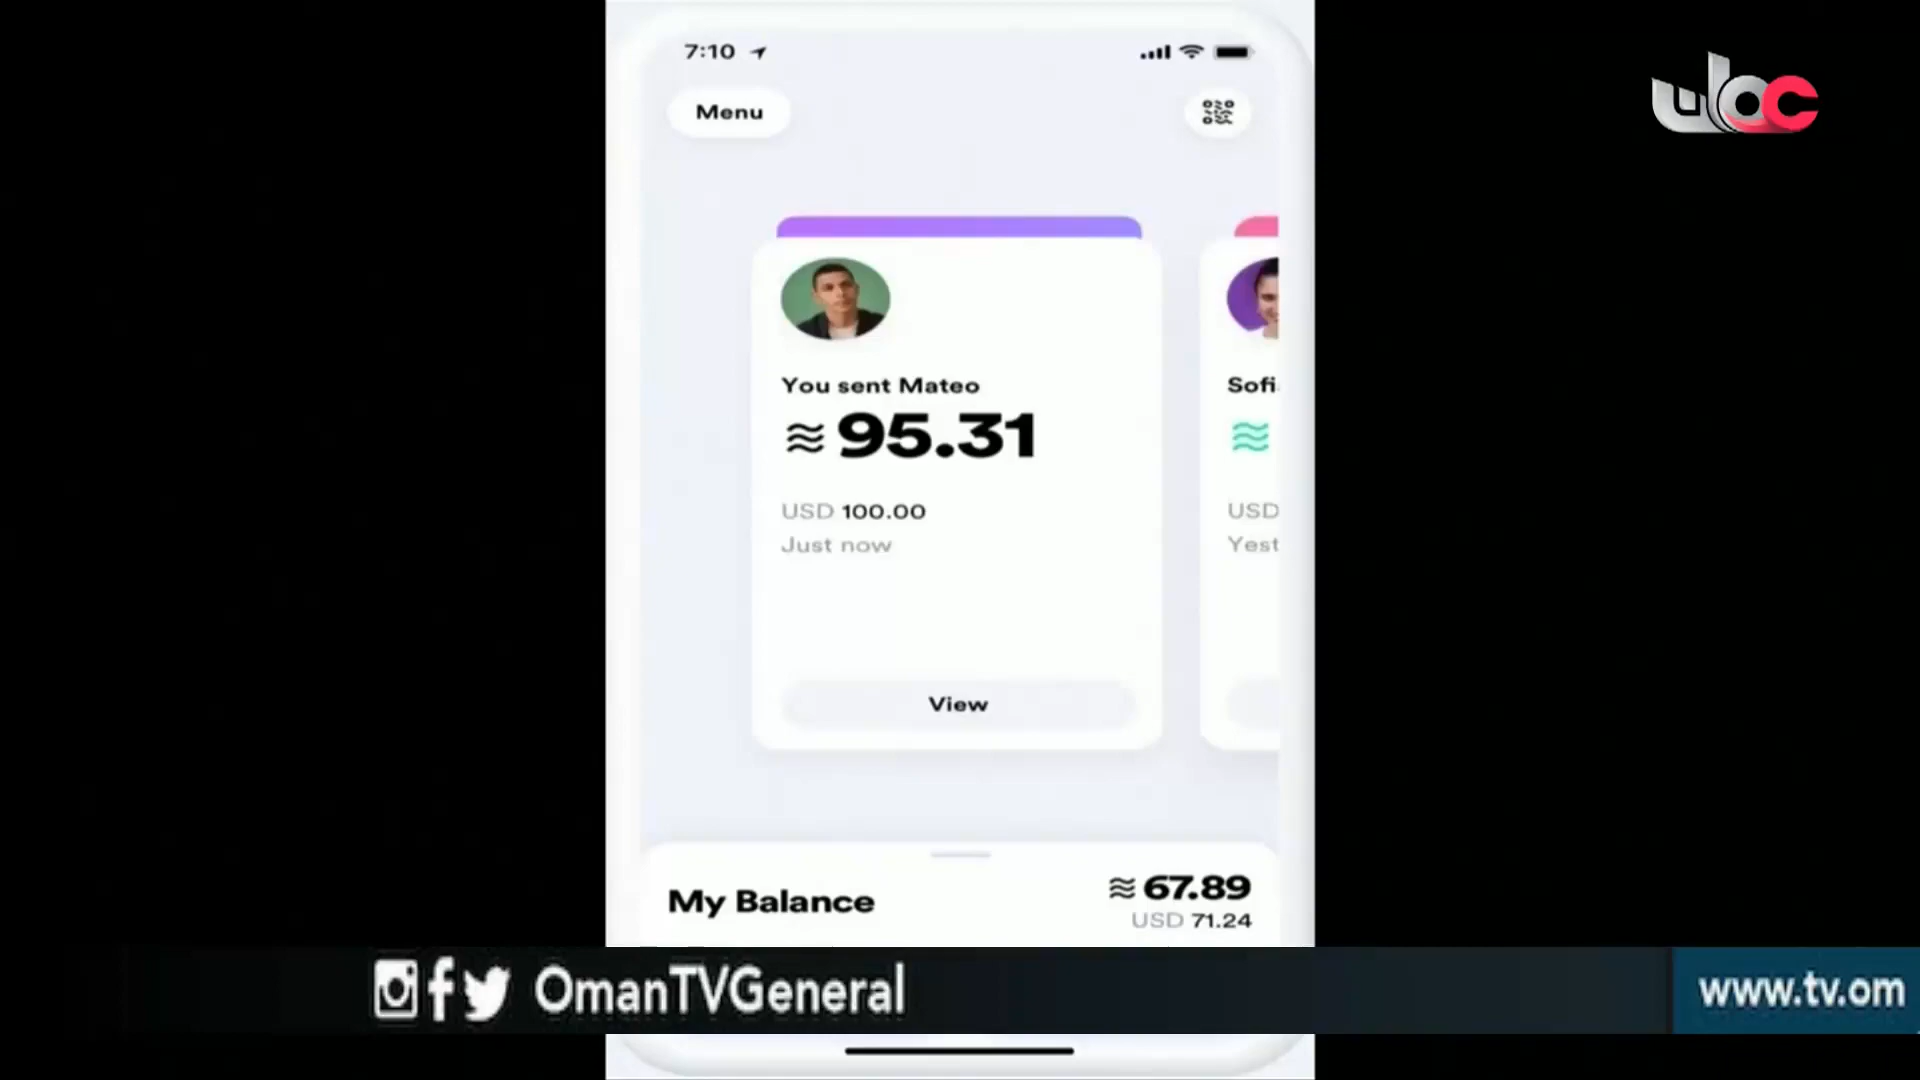 7:10
Menu
You sent Mateo
≋ 95.31
USD 100.00
Just now
View
Sofi
≋
USD
Yest
My Balance
≋ 67.89
USD 71.24
OmanTVGeneral
www.tv.om